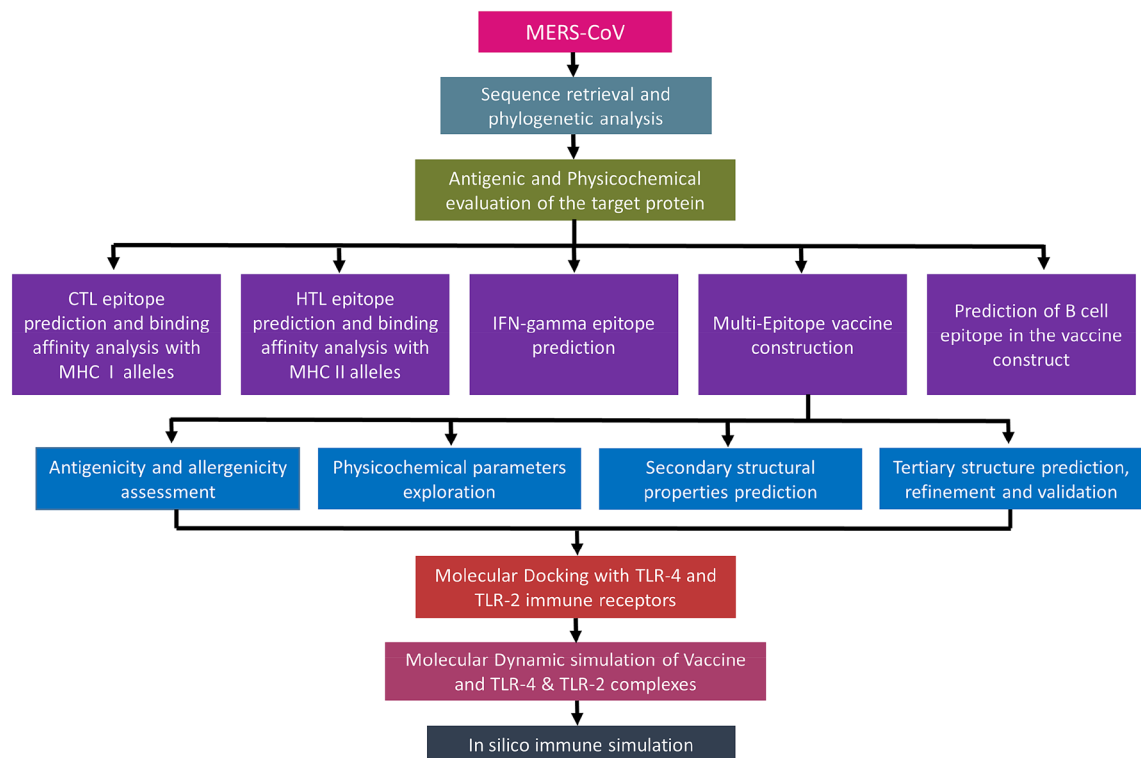 MERS-CoV
Sequence retrieval and
phylogenetic analysis
Antigenic and Physicochemical
evaluation of the target protein
CTL epitope
prediction and binding
affinity analysis with
MHC I alleles
HTL epitope
prediction and binding
affinity analysis with
MHC II alleles
IFN-gamma epitope
prediction
Multi-Epitope vaccine
construction
Prediction of B cell
epitope in the vaccine
construct
Antigenicity and allergenicity
assessment
Physicochemical parameters
exploration
Secondary structural
properties prediction
Tertiary structure prediction,
refinement and validation
Molecular Docking with TLR-4 and
TLR-2 immune receptors
Molecular Dynamic simulation of Vaccine
and TLR-4 & TLR-2 complexes
In silico immune simulation